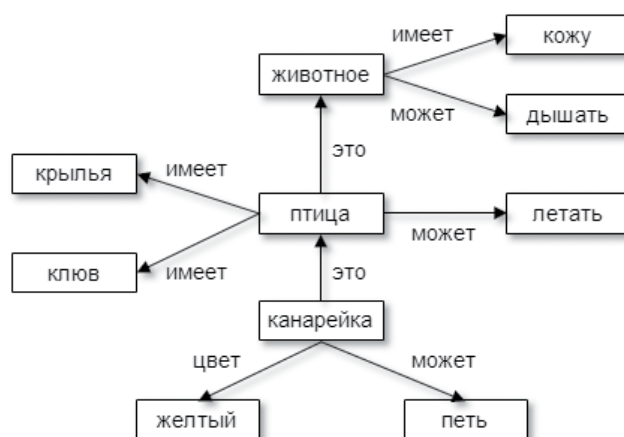 имеет
кожу
животное
может
дышать
это
крылья
имеет
птица
летать
может
клюв
имеет
это
канарейка
цвет
может
желтый
петь